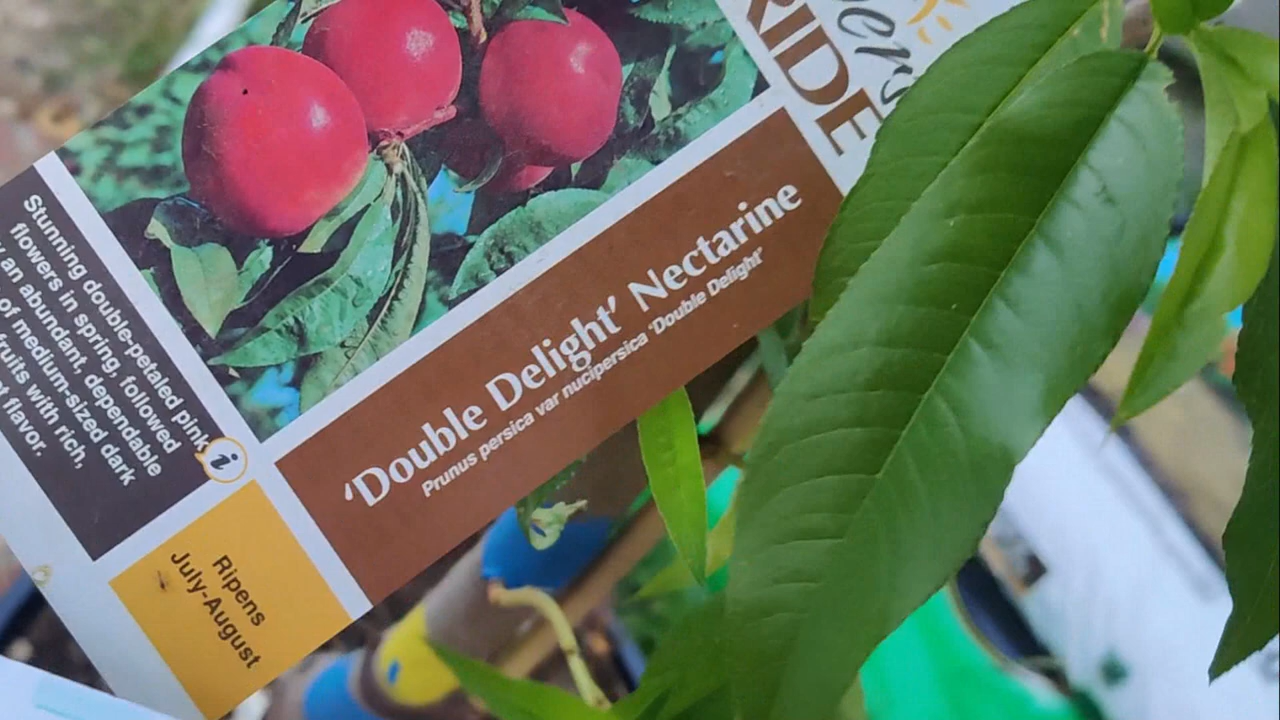 RIDE
'Double Delight' Nectarine
Prunus persica var nucipersica 'Double Delight'
Stunning double-petaled pink
flowers in spring, followed
an abundant, dependable
of medium-sized dark
fruits with rich,
flavor.
i
Ripens
July-August